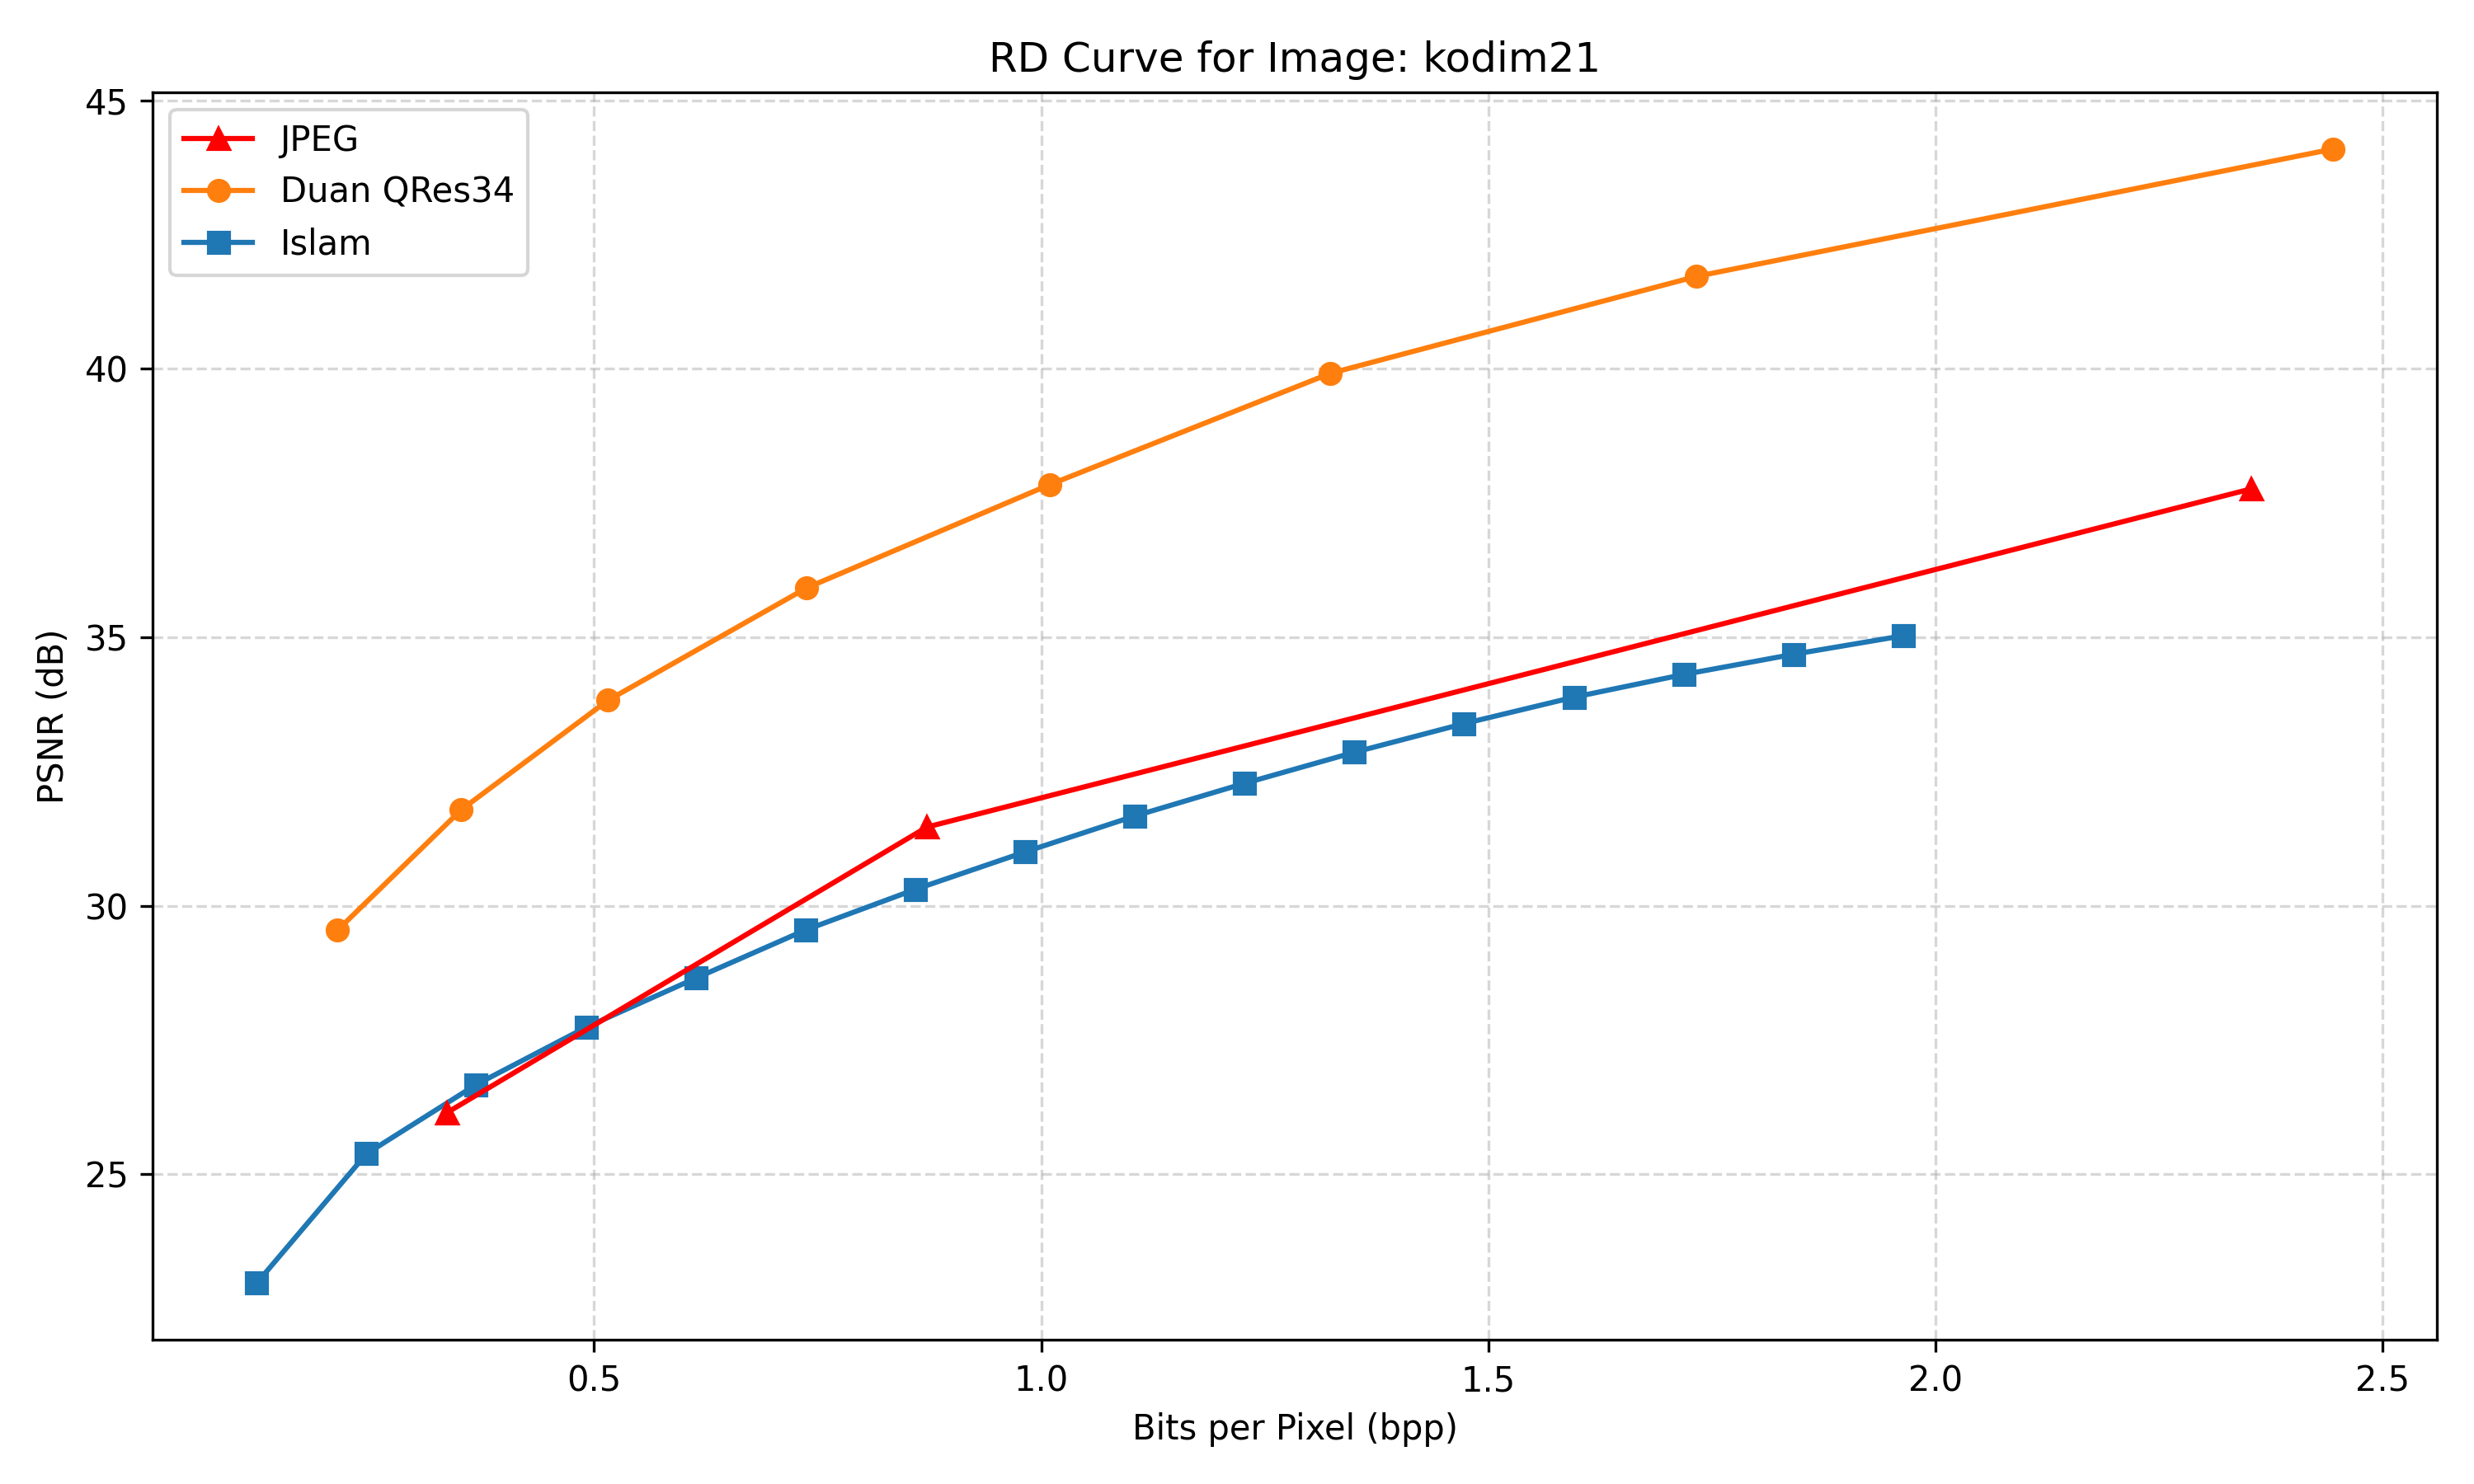 RD Curve for Image: kodim21
JPEG
Duan QRes34
Islam
PSNR (dB)
45
40
35
30
25
0.5
1.0
1.5
2.0
2.5
Bits per Pixel (bpp)